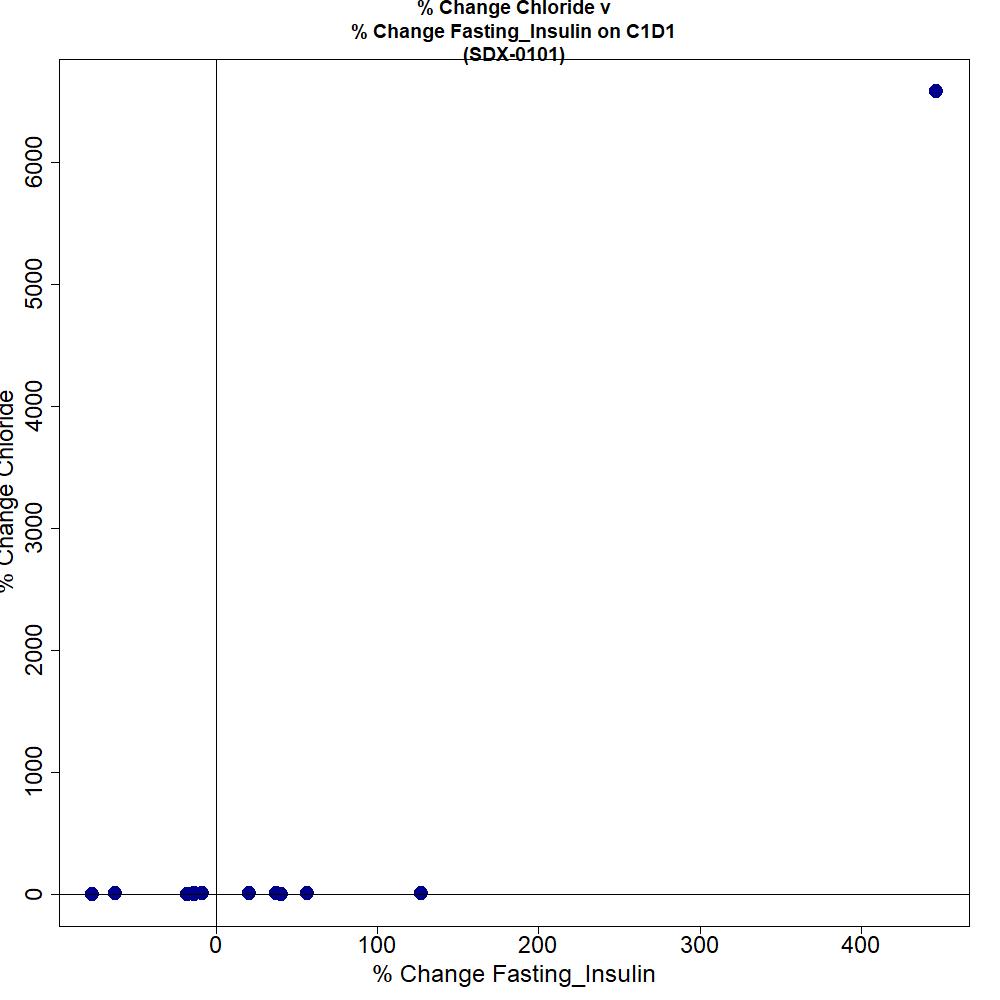 % Change Chloride v
% Change Fasting_Insulin on C1D1
(SDX-0101)
6000
5000
4000
3000
2000
1000
0
% Change Chloride
0 100 200 300 400
% Change Fasting_Insulin